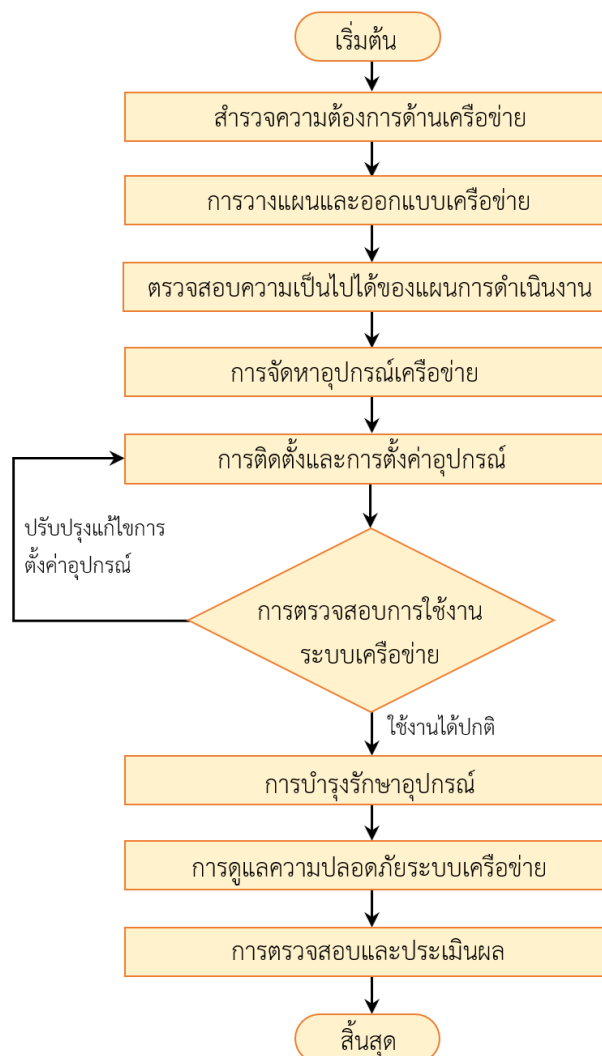 เริ่มต้น
สำรวจความต้องการด้านเครือข่าย
การวางแผนและออกแบบเครือข่าย
ตรวจสอบความเป็นไปได้ของแผนการดำเนินงาน
การจัดหาอุปกรณ์เครือข่าย
การติดตั้งและการตั้งค่าอุปกรณ์
ปรับปรุงแก้ไขการ
ตั้งค่าอุปกรณ์
การตรวจสอบการใช้งาน
ระบบเครือข่าย
ใช้งานได้ปกติ
การบำรุงรักษาอุปกรณ์
การดูแลความปลอดภัยระบบเครือข่าย
การตรวจสอบและประเมินผล
สิ้นสุด